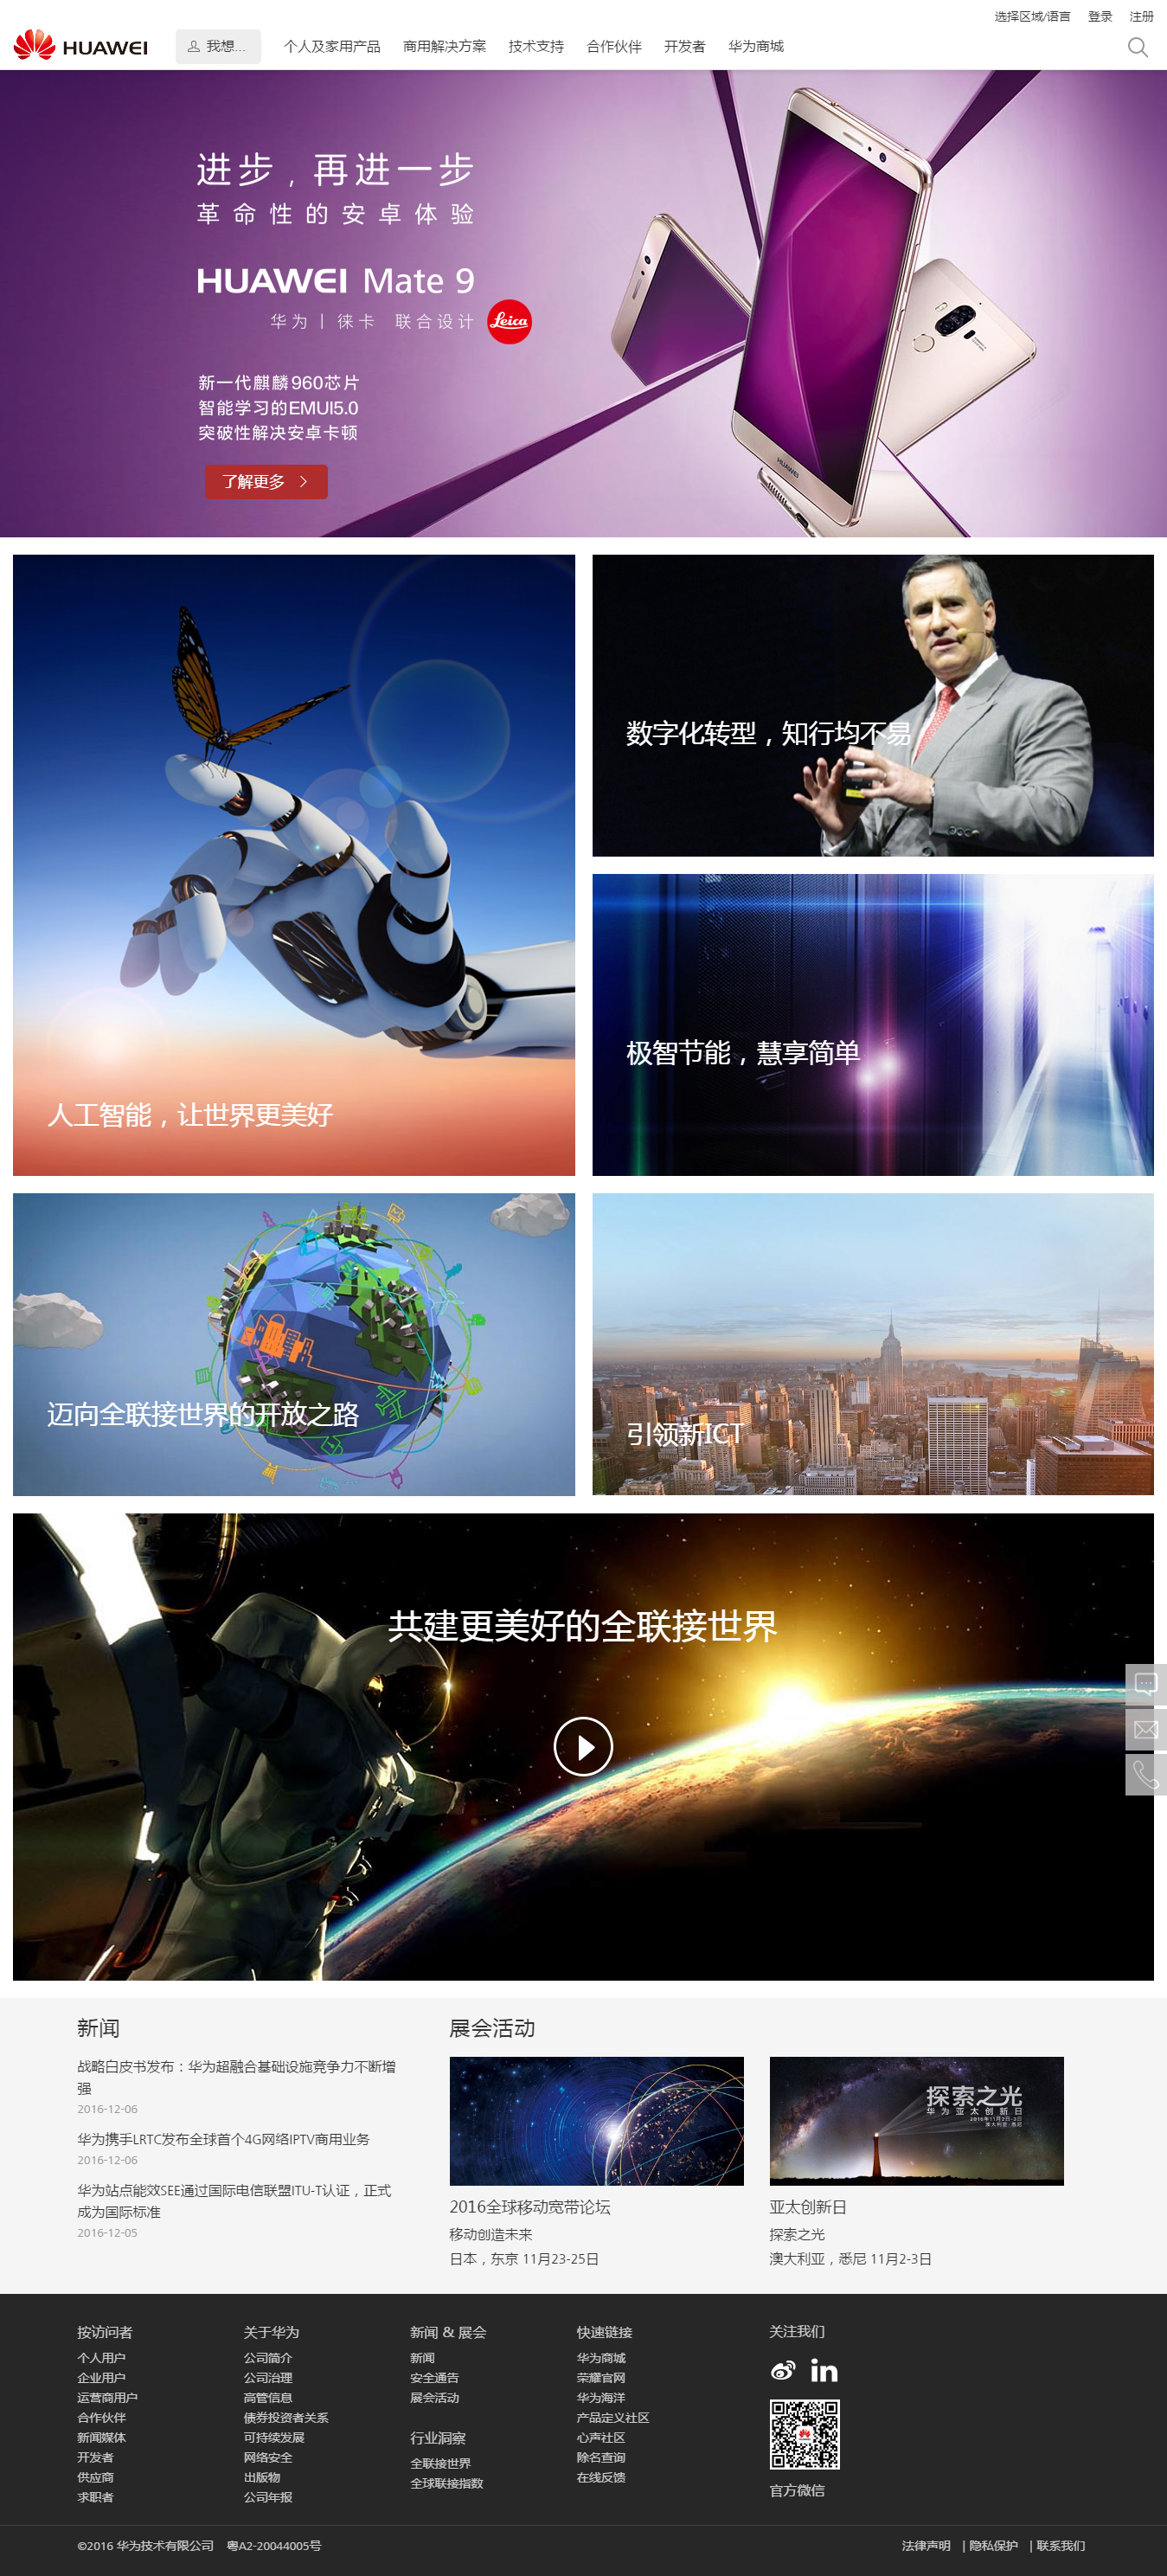 选择区域/语言 登录 注册
HUAWEI 我想... 个人及家用产品 商用解决方案 技术支持 合作伙伴 开发者 华为商城
进步，再进一步
革命性的安卓体验
HUAWEI Mate 9
华为 | 徕卡 联合设计 Leica
新一代麒麟960芯片
智能学习的EMUI5.0
突破性解决安卓卡顿
了解更多
HUAWEI
数字化转型，知行均不易
极智节能，慧享简单
人工智能，让世界更美好
迈向全联接世界的开放之路
引领新ICT
共建更美好的全联接世界
新闻
战略白皮书发布：华为超融合基础设施竞争力不断增
强
2016-12-06
华为携手LRTC发布全球首个4G网络IPTV商用业务
2016-12-06
华为站点能效SEE通过国际电信联盟ITU-T认证，正式
成为国际标准
2016-12-05
展会活动
2016全球移动宽带论坛
移动创造未来
日本，东京 11月23-25日
探索之光
华为亚太创新日
2016年11月2日-3日
澳大利亚·悉尼
亚太创新日
探索之光
澳大利亚，悉尼 11月2-3日
按访问者
个人用户
企业用户
运营商用户
合作伙伴
新闻媒体
开发者
供应商
求职者
关于华为
公司简介
公司治理
高管信息
债券投资者关系
可持续发展
网络安全
出版物
公司年报
新闻 & 展会
新闻
安全通告
展会活动
行业洞察
全联接世界
全球联接指数
快速链接
华为商城
荣耀官网
华为海洋
产品定义社区
心声社区
除名查询
在线反馈
关注我们
in
官方微信
©2016 华为技术有限公司 粤A2-20044005号
法律声明 | 隐私保护 | 联系我们